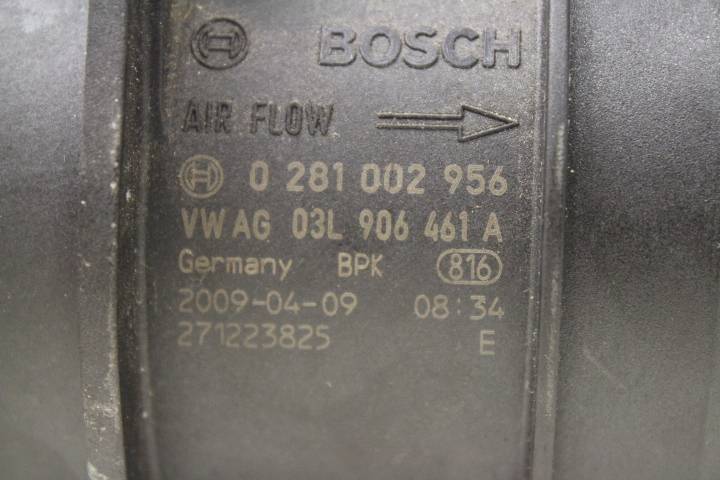 BOSCH
AIR FLOW
0 281 002 956
VW AG 03L 906 461 A
Germany BPK 816
2009-04-09 08:34
271223825 E